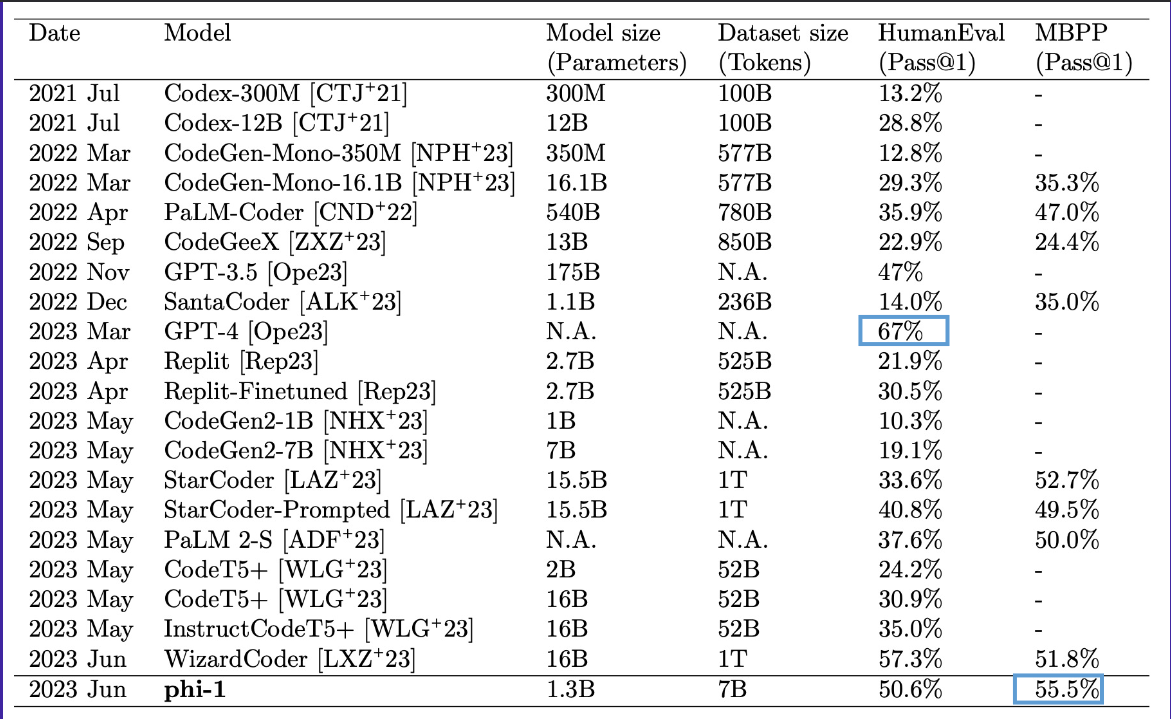 Date Model Model size Dataset size HumanEval MBPP
(Parameters) (Tokens) (Pass@1) (Pass@1)
2021 Jul Codex-300M [CTJ+21] 300M 100B 13.2% -
2021 Jul Codex-12B [CTJ+21] 12B 100B 28.8% -
2022 Mar CodeGen-Mono-350M [NPH+23] 350M 577B 12.8% -
2022 Mar CodeGen-Mono-16.1B [NPH+23] 16.1B 577B 29.3% 35.3%
2022 Apr PaLM-Coder [CND+22] 540B 780B 35.9% 47.0%
2022 Sep CodeGeeX [ZXZ+23] 13B 850B 22.9% 24.4%
2022 Nov GPT-3.5 [Ope23] 175B N.A. 47% -
2022 Dec SantaCoder [ALK+23] 1.1B 236B 14.0% 35.0%
2023 Mar GPT-4 [Ope23] N.A. N.A. 67% -
2023 Apr Replit [Rep23] 2.7B 525B 21.9% -
2023 Apr Replit-Finetuned [Rep23] 2.7B 525B 30.5% -
2023 May CodeGen2-1B [NHX+23] 1B N.A. 10.3% -
2023 May CodeGen2-7B [NHX+23] 7B N.A. 19.1% -
2023 May StarCoder [LAZ+23] 15.5B 1T 33.6% 52.7%
2023 May StarCoder-Prompted [LAZ+23] 15.5B 1T 40.8% 49.5%
2023 May PaLM 2-S [ADF+23] N.A. N.A. 37.6% 50.0%
2023 May CodeT5+ [WLG+23] 2B 52B 24.2% -
2023 May CodeT5+ [WLG+23] 16B 52B 30.9% -
2023 May InstructCodeT5+ [WLG+23] 16B 52B 35.0% -
2023 Jun WizardCoder [LXZ+23] 16B 1T 57.3% 51.8%
2023 Jun phi-1 1.3B 7B 50.6% 55.5%